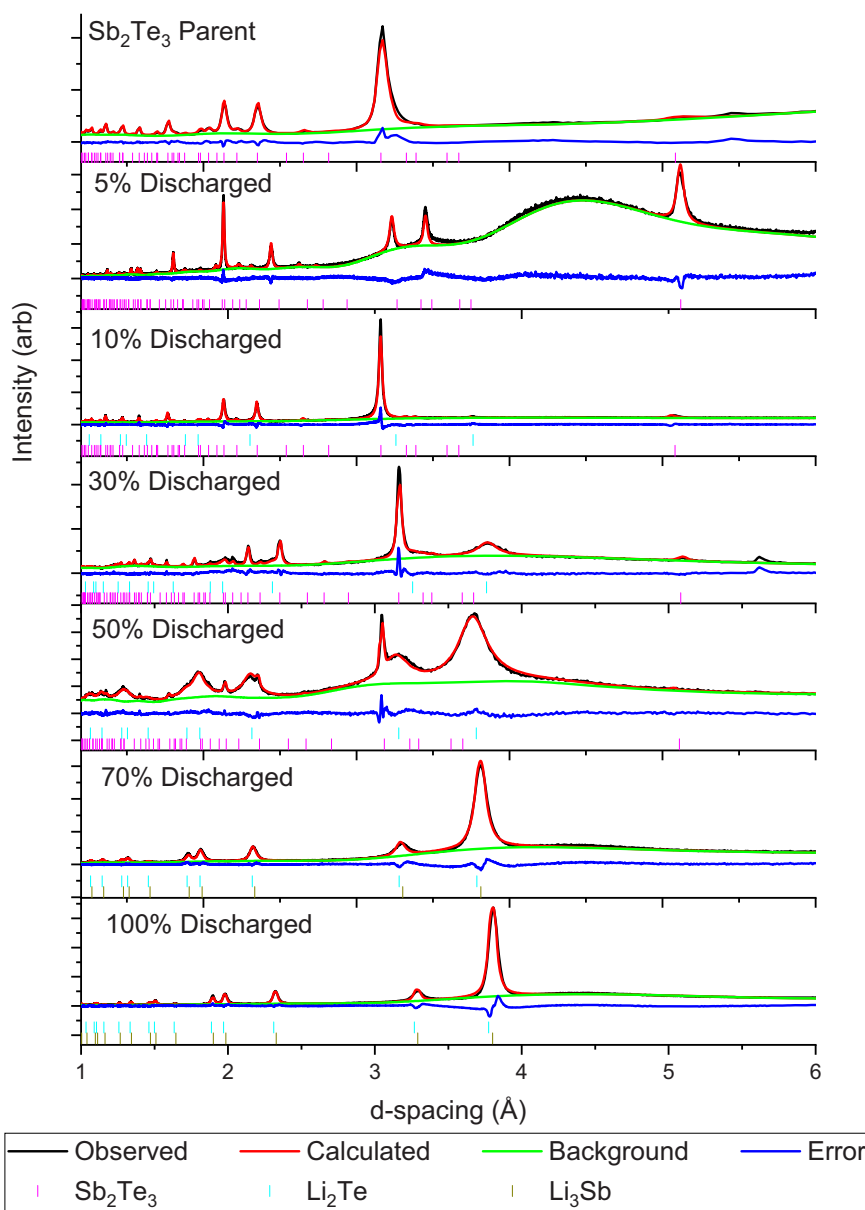 Sb₂Te₃ Parent
5% Discharged
10% Discharged
30% Discharged
50% Discharged
70% Discharged
100% Discharged
Intensity (arb)
1 2 3 4 5 6
d-spacing (Å)
Observed Calculated Background Error
Sb₂Te₃ Li₂Te Li₃Sb